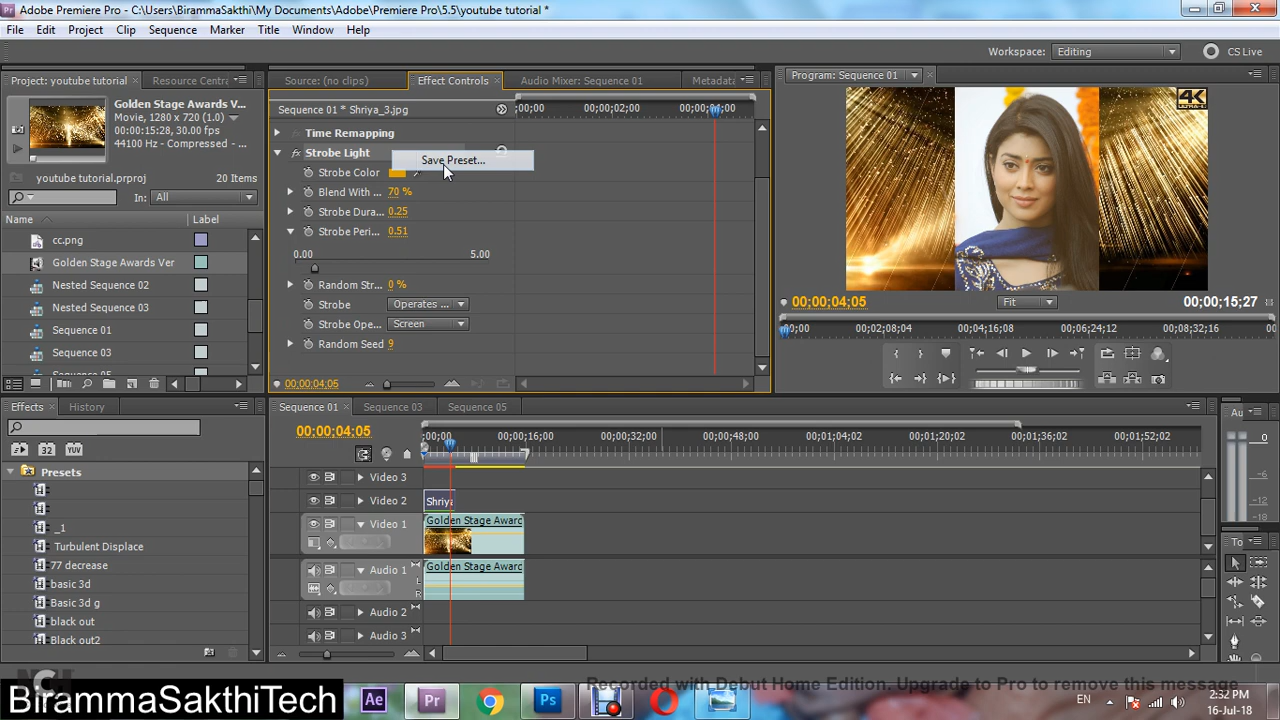 Adobe Premiere Pro - C:\Users\BirammaSakthi\My Documents\Adobe\Premiere Pro\5.5\youtube tutorial *
File Edit Project Clip Sequence Marker Title Window Help
Workspace: Editing CS Live
Project: youtube tutorial Resource Centra
Golden Stage Awards V...
Movie, 1280 x 720 (1.0)
00:00:15:28, 30.00 fps
44100 Hz - Compressed - ...
youtube tutorial.prproj 20 Items
In: All
Name Label
cc.png
Golden Stage Awards Ver
Nested Sequence 02
Nested Sequence 03
Sequence 01
Sequence 03
Source: (no clips) Effect Controls Audio Mixer: Sequence 01 Metadata
Sequence 01 * Shriya_3.jpg ;00;00 00;00;02;00
Time Remapping
Strobe Light
Save Preset...
Strobe Color
Blend With ... 70 %
Strobe Dura... 0.25
Strobe Peri... 0.51
0.00 5.00
Random Str... 0 %
Strobe Operates ...
Strobe Ope... Screen
Random Seed 9
00;00;04;05
Program: Sequence 01
4K
ULTRA HD
00;00;04;05 Fit 00;00;15;27
;00;00 00;02;08;04 00;04;16;08 00;06;24;12 00;08;32;16
Effects History
32 YUV
Presets
_1
Turbulent Displace
77 decrease
basic 3d
Basic 3d g
black out
Black out2
Sequence 01 Sequence 03 Sequence 05
00;00;04;05
;00;00 00;00;16;00 00;00;32;00 00;00;48;00 00;01;04;02 00;01;20;02 00;01;36;02 00;01;52;02
Video 3
Video 2 Shriya
Video 1 Golden Stage Award
Audio 1 Golden Stage Award
L
R
Audio 2
Audio 3
Au
0
-6
-12
-18
To
BirammaSakthiTech
Ae Pr Ps
Recorded with Debut Home Edition. Upgrade to Pro to remove this message
EN
2:32 PM
16-Jul-18